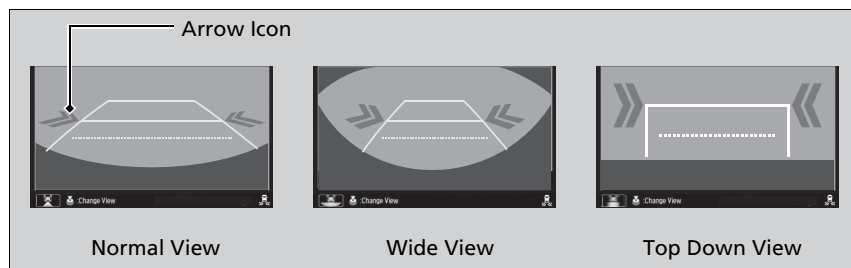 Arrow Icon
:Change View
:Change View
:Change View
Normal View
Wide View
Top Down View